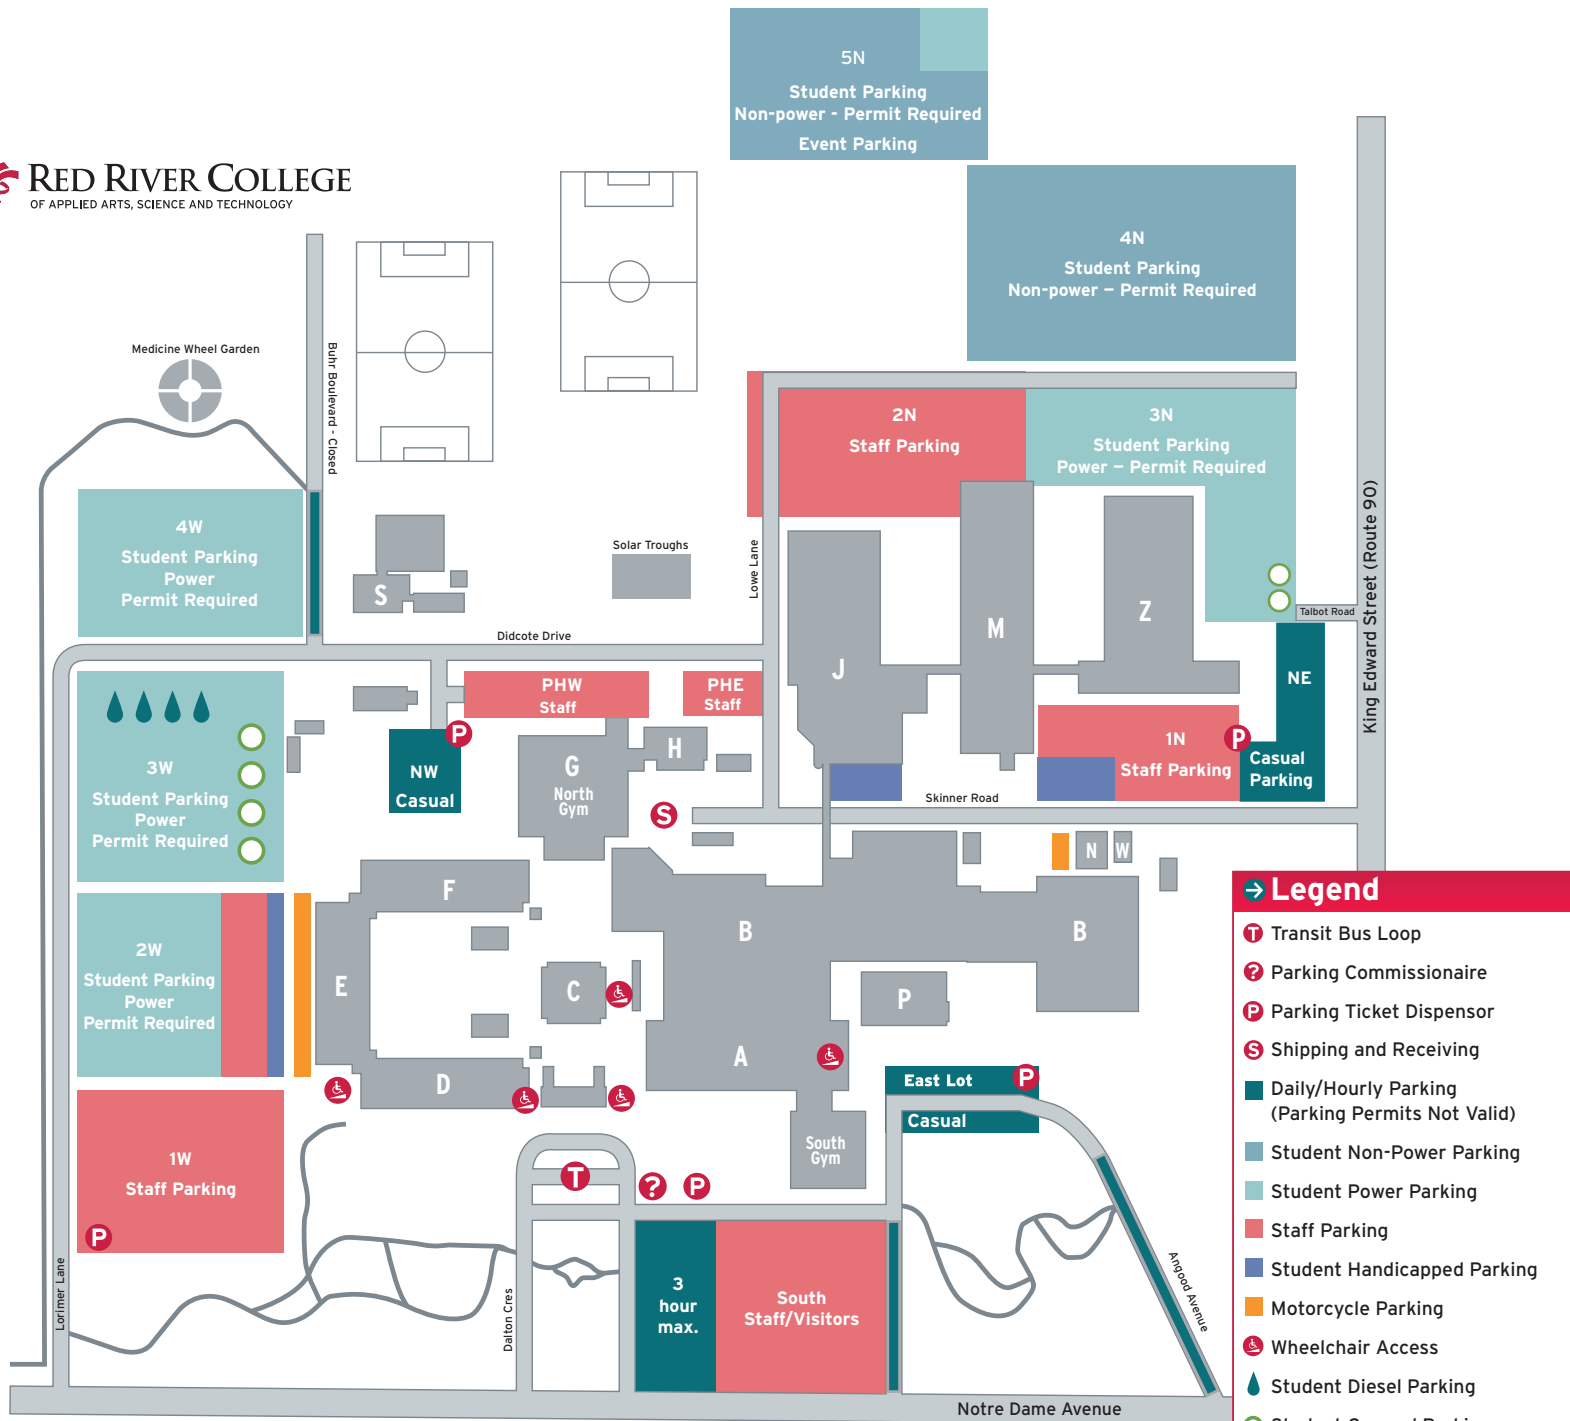 5N
Student Parking
Non-power - Permit Required
Event Parking
RED RIVER COLLEGE
OF APPLIED ARTS, SCIENCE AND TECHNOLOGY
4N
Student Parking
Non-power – Permit Required
Medicine Wheel Garden
Buhr Boulevard - Closed
2N
Staff Parking
3N
Student Parking
Power – Permit Required
King Edward Street (Route 90)
4W
Student Parking
Power
Permit Required
S
Solar Troughs
Lowe Lane
J
M
Z
Talbot Road
Didcote Drive
PHW
Staff
PHE
Staff
NE
Casual
Parking
3W
Student Parking
Power
Permit Required
P
NW
Casual
G
North
Gym
H
1N
Staff Parking
P
S
Skinner Road
N
W
F
E
2W
Student Parking
Power
Permit Required
C
B
B
P
A
D
East Lot
P
Casual
South
Gym
1W
Staff Parking
P
T
?
P
3
hour
max.
South
Staff/Visitors
Lorimer Lane
Dalton Cres
Angood Avenue
Notre Dame Avenue
Legend
T Transit Bus Loop
? Parking Commissionaire
P Parking Ticket Dispensor
S Shipping and Receiving
Daily/Hourly Parking
(Parking Permits Not Valid)
Student Non-Power Parking
Student Power Parking
Staff Parking
Student Handicapped Parking
Motorcycle Parking
Wheelchair Access
Student Diesel Parking